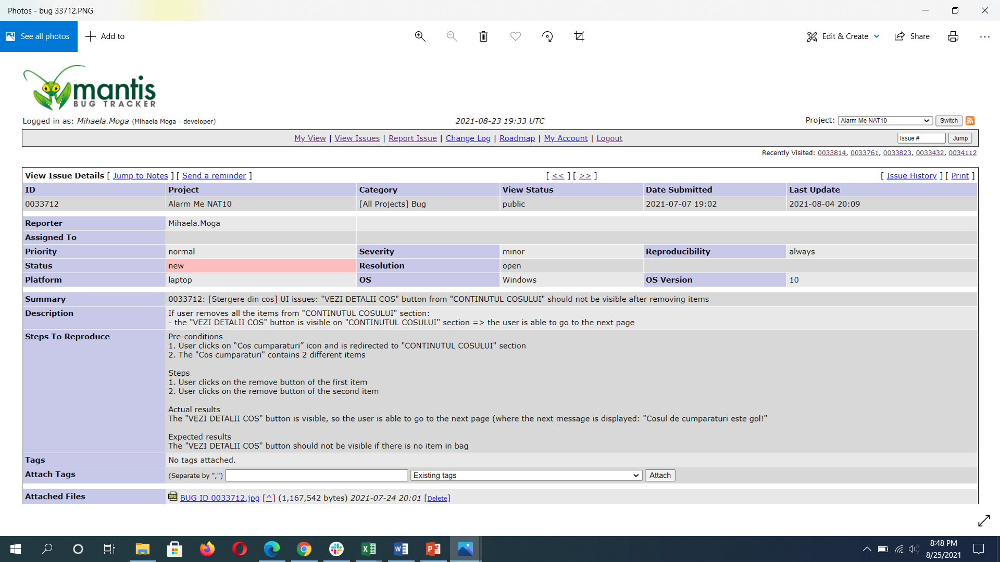 Photos - bug 33712.PNG
See all photos
Add to
Edit & Create
Share
mantis
BUG TRACKER
Logged in as: Mihaela.Moga (Mihaela Moga - developer)
2021-08-23 19:33 UTC
Project: Alarm Me NAT10 Switch
My View | View Issues | Report Issue | Change Log | Roadmap | My Account | Logout
Issue # Jump
Recently Visited: 0033814, 0033761, 0033823, 0033432, 0034112
View Issue Details [ Jump to Notes ] [ Send a reminder ] [ << ] [ >> ] [ Issue History ] [ Print ]
ID Project Category View Status Date Submitted Last Update
0033712 Alarm Me NAT10 [All Projects] Bug public 2021-07-07 19:02 2021-08-04 20:09
Reporter Mihaela.Moga
Assigned To
Priority normal Severity minor Reproducibility always
Status new Resolution open
Platform laptop OS Windows OS Version 10
Summary 0033712: [Stergere din cos] UI issues: "VEZI DETALII COS" button from "CONTINUTUL COSULUI" should not be visible after removing items
Description If user removes all the items from "CONTINUTUL COSULUI" section:
- the "VEZI DETALII COS" button is visible on "CONTINUTUL COSULUI" section => the user is able to go to the next page
Steps To Reproduce Pre-conditions
1. User clicks on “Cos cumparaturi” icon and is redirected to "CONTINUTUL COSULUI" section
2. The "Cos cumparaturi" contains 2 different items
Steps
1. User clicks on the remove button of the first item
2. User clicks on the remove button of the second item
Actual results
The "VEZI DETALII COS" button is visible, so the user is able to go to the next page (where the next message is displayed: "Cosul de cumparaturi este gol!"
Expected results
The "VEZI DETALII COS" button should not be visible if there is no item in bag
Tags No tags attached.
Attach Tags (Separate by ",") Existing tags Attach
Attached Files BUG ID 0033712.jpg [^] (1,167,542 bytes) 2021-07-24 20:01 [Delete]
8:48 PM
8/25/2021